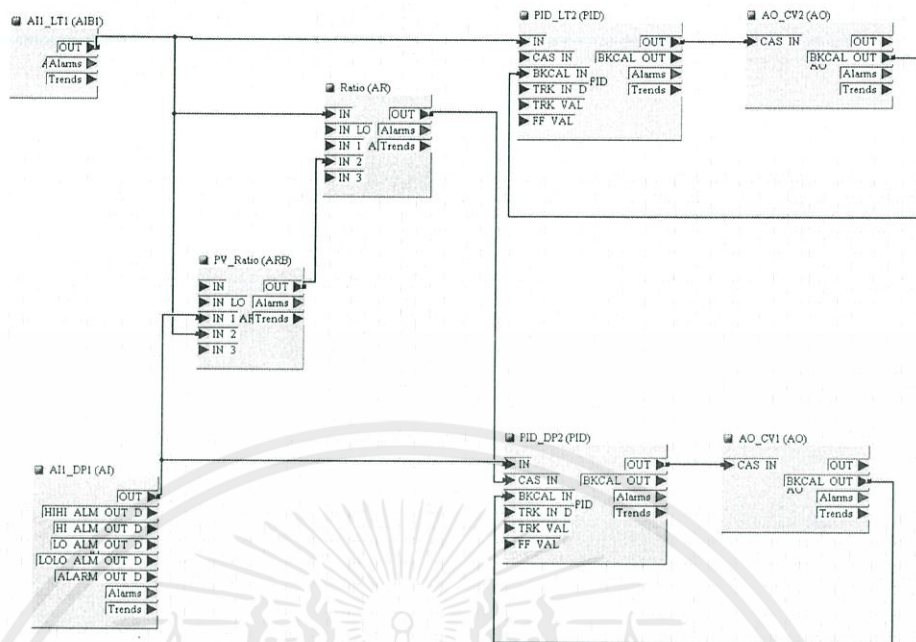 AI1_LT1 (AIB1)
OUT
Alarms
Trends
PID_LT2 (PID)
IN
OUT
CAS IN
BKCAL OUT
BKCAL IN
PID
Alarms
TRK IN D
Trends
TRK VAL
FF VAL
AO_CV2 (AO)
CAS IN
OUT
BKCAL OUT
AO
Alarms
Trends
Ratio (AR)
IN
OUT
IN LO
Alarms
IN 1
Trends
IN 2
IN 3
PV_Ratio (ARB)
IN
OUT
IN LO
Alarms
IN 1
Trends
IN 2
IN 3
AI1_DP1 (AI)
OUT
HIHI ALM OUT D
HI ALM OUT D
LO ALM OUT D
LOLO ALM OUT D
ALARM OUT D
Alarms
Trends
PID_DP2 (PID)
IN
OUT
CAS IN
BKCAL OUT
BKCAL IN
PID
Alarms
TRK IN D
Trends
TRK VAL
FF VAL
AO_CV1 (AO)
CAS IN
OUT
BKCAL OUT
AO
Alarms
Trends